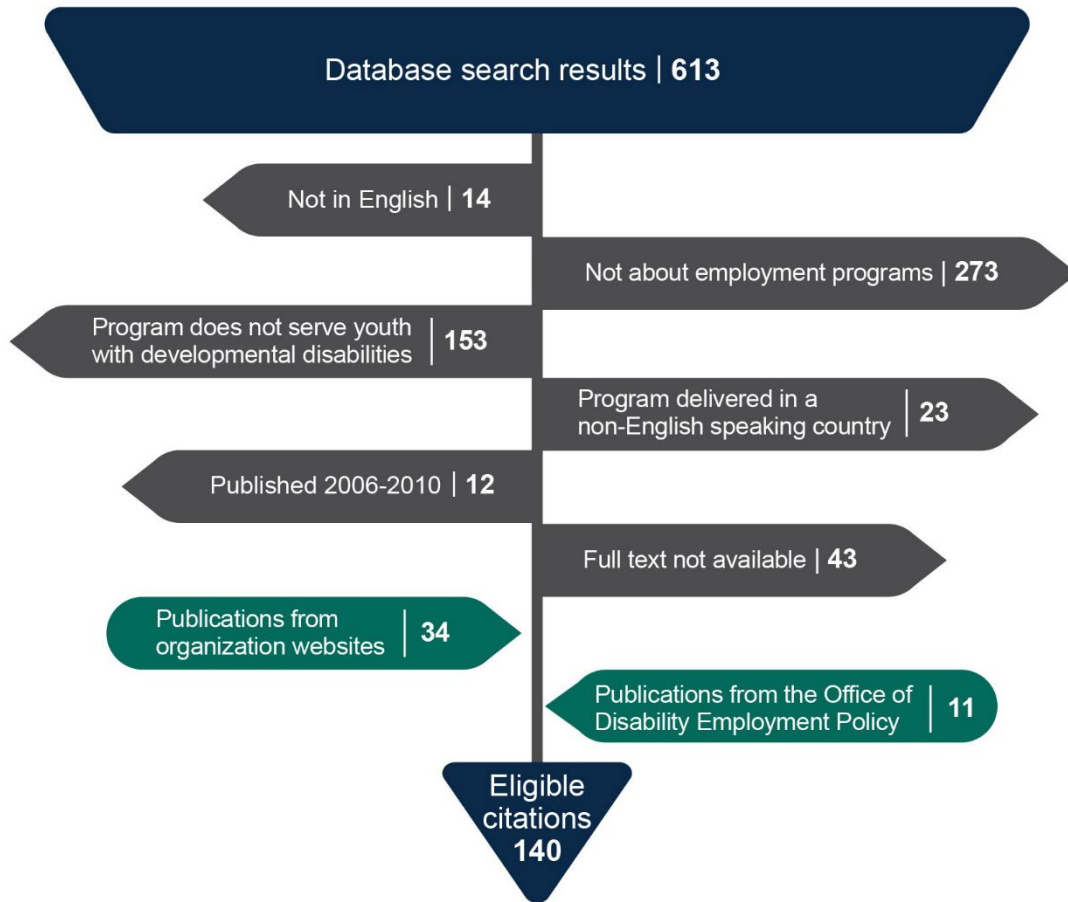 Database search results | 613
Not in English | 14
Not about employment programs | 273
Program does not serve youth
with developmental disabilities | 153
Program delivered in a
non-English speaking country | 23
Published 2006-2010 | 12
Full text not available | 43
Publications from
organization websites | 34
Publications from the Office of
Disability Employment Policy | 11
Eligible
citations
140